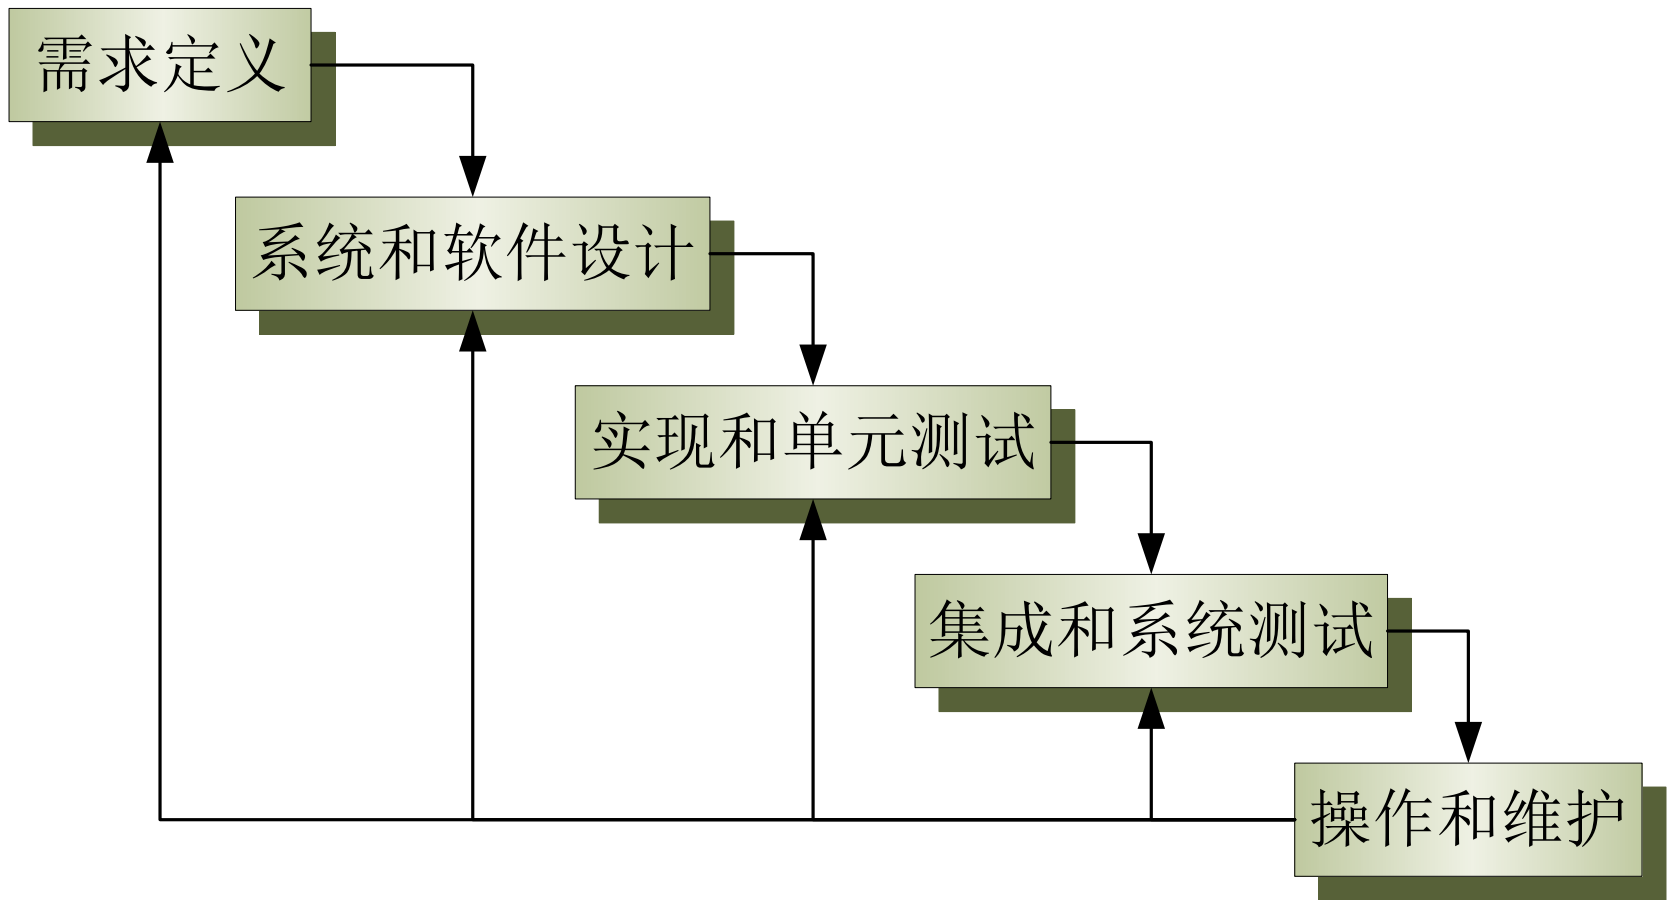 需求定义
系统和软件设计
实现和单元测试
集成和系统测试
操作和维护